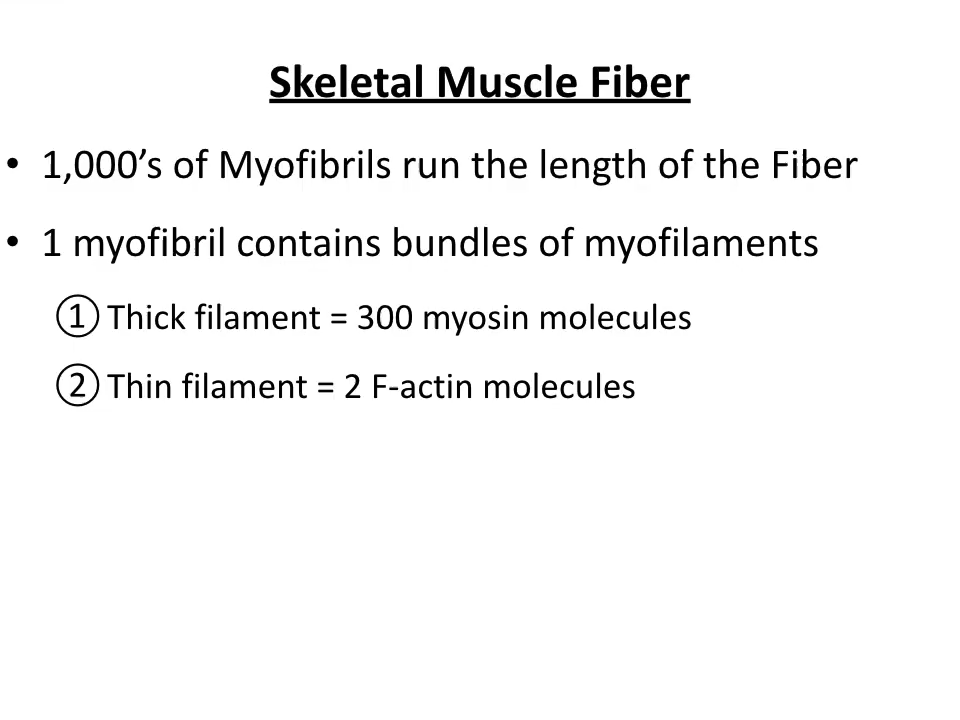 Skeletal Muscle Fiber
• 1,000’s of Myofibrils run the length of the Fiber
• 1 myofibril contains bundles of myofilaments
① Thick filament = 300 myosin molecules
② Thin filament = 2 F-actin molecules